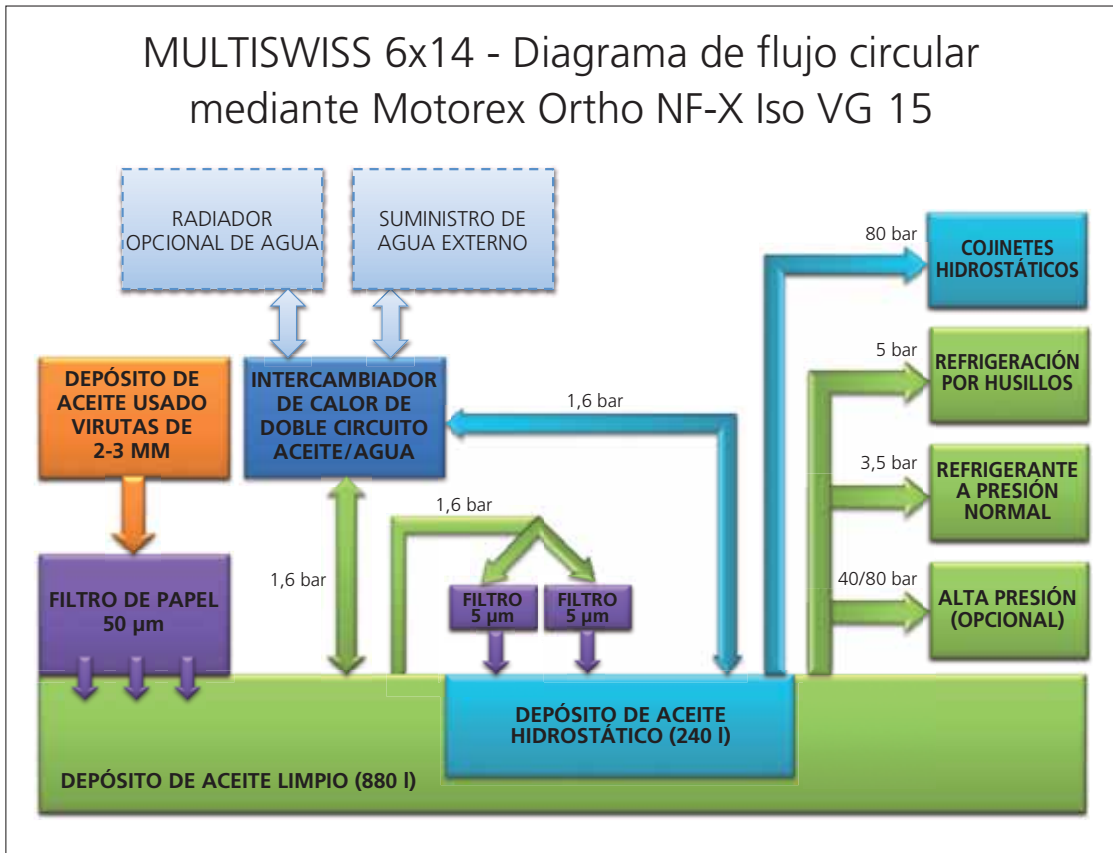 MULTISWISS 6x14 - Diagrama de flujo circular
mediante Motorex Ortho NF-X Iso VG 15
RADIADOR
OPCIONAL DE AGUA
SUMINISTRO DE
AGUA EXTERNO
80 bar
COJINETES
HIDROSTÁTICOS
5 bar
REFRIGERACIÓN
POR HUSILLOS
DEPÓSITO DE
ACEITE USADO
VIRUTAS DE
2-3 MM
INTERCAMBIADOR
DE CALOR DE
DOBLE CIRCUITO
ACEITE/AGUA
1,6 bar
3,5 bar
REFRIGERANTE
A PRESIÓN
NORMAL
1,6 bar
1,6 bar
40/80 bar
ALTA PRESIÓN
(OPCIONAL)
FILTRO DE PAPEL
50 µm
FILTRO
5 µm
FILTRO
5 µm
DEPÓSITO DE ACEITE
HIDROSTÁTICO (240 l)
DEPÓSITO DE ACEITE LIMPIO (880 l)